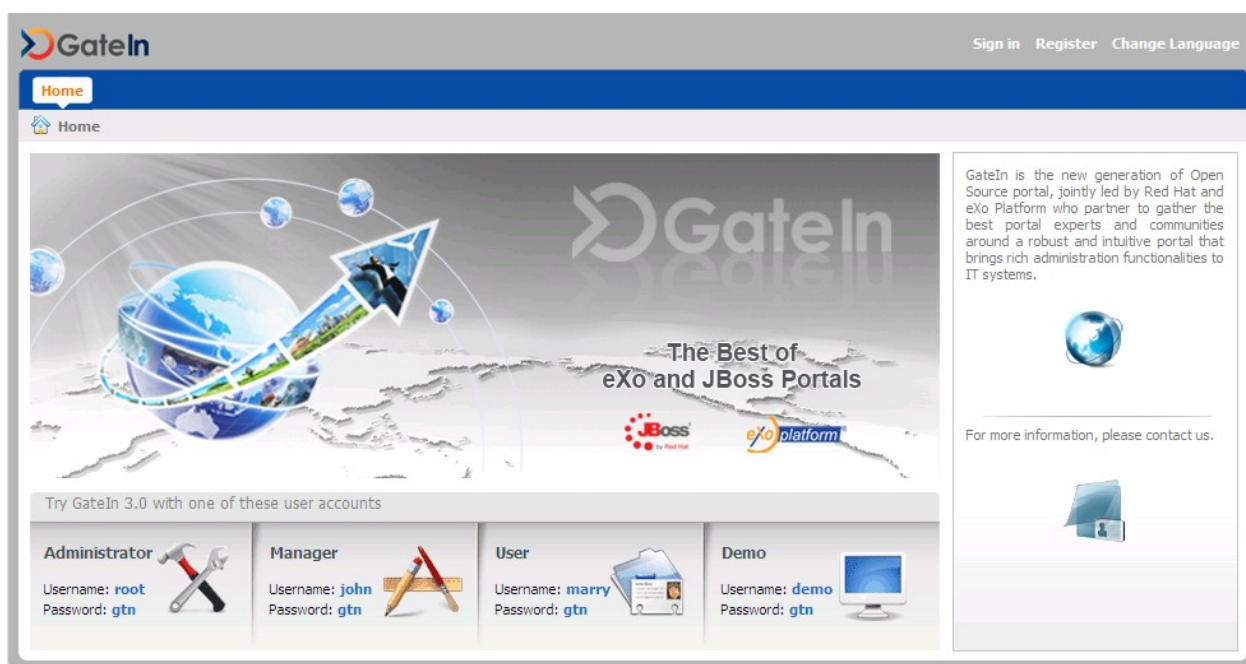 GateIn
Sign in Register Change Language
Home
Home
GateIn
The Best of
eXo and JBoss Portals
JBoss
by Red Hat
eXo platform
GateIn is the new generation of Open
Source portal, jointly led by Red Hat and
eXo Platform who partner to gather the
best portal experts and communities
around a robust and intuitive portal that
brings rich administration functionalities to
IT systems.
For more information, please contact us.
Try GateIn 3.0 with one of these user accounts
Administrator
Username: root
Password: gtn
Manager
Username: john
Password: gtn
User
Username: marry
Password: gtn
Demo
Username: demo
Password: gtn